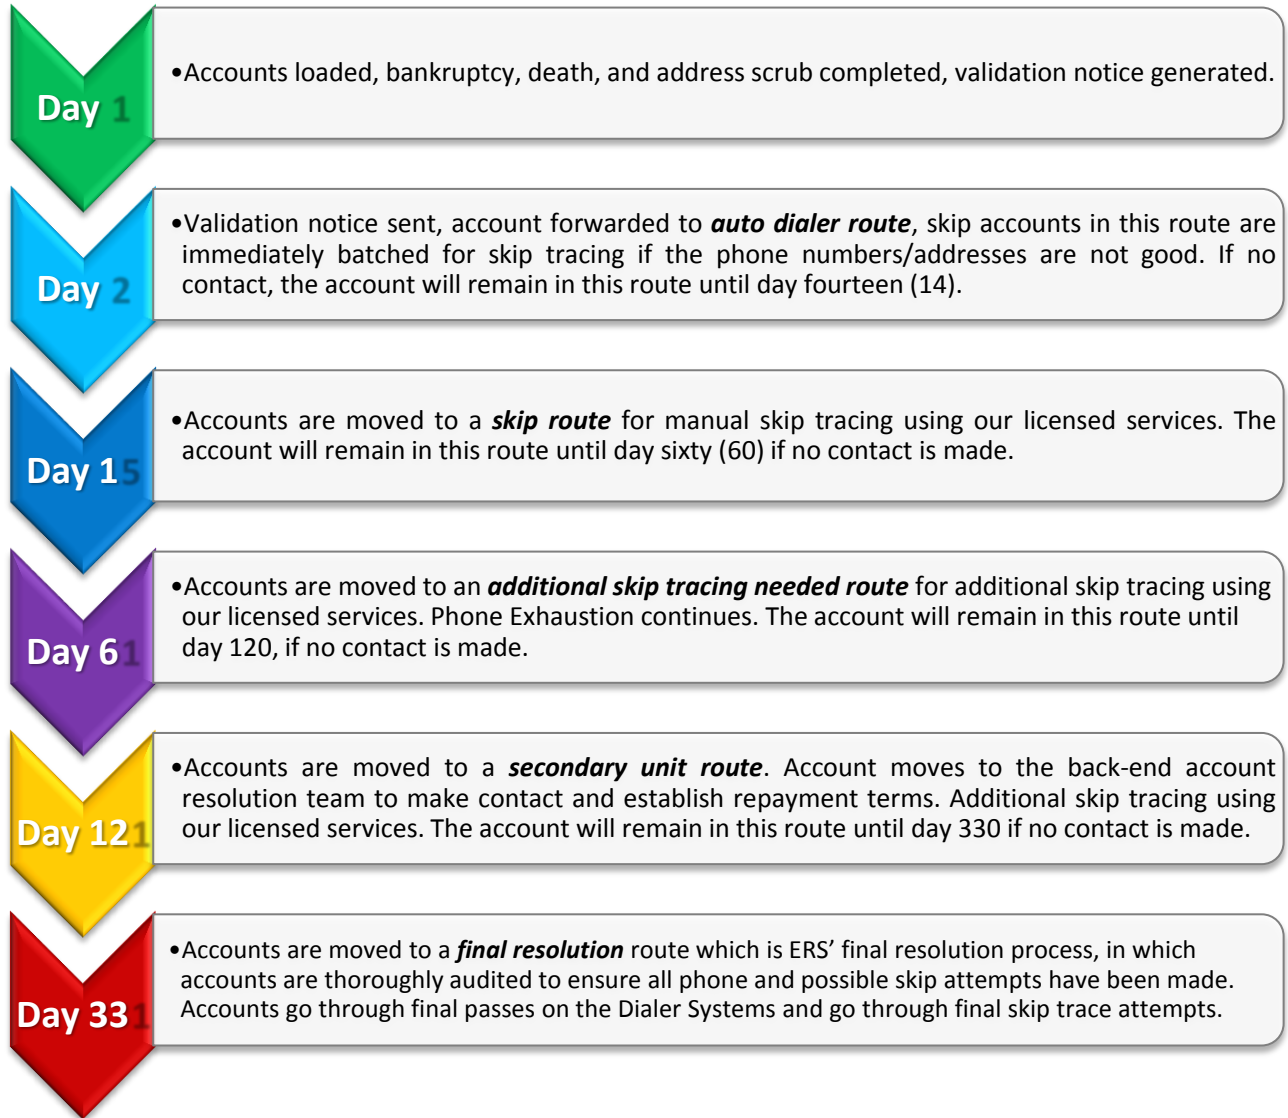 Day 1
•Accounts loaded, bankruptcy, death, and address scrub completed, validation notice generated.
Day 2
•Validation notice sent, account forwarded to auto dialer route, skip accounts in this route are
immediately batched for skip tracing if the phone numbers/addresses are not good. If no
contact, the account will remain in this route until day fourteen (14).
Day 15
•Accounts are moved to a skip route for manual skip tracing using our licensed services. The
account will remain in this route until day sixty (60) if no contact is made.
Day 61
•Accounts are moved to an additional skip tracing needed route for additional skip tracing using
our licensed services. Phone Exhaustion continues. The account will remain in this route until
day 120, if no contact is made.
Day 121
•Accounts are moved to a secondary unit route. Account moves to the back-end account
resolution team to make contact and establish repayment terms. Additional skip tracing using
our licensed services. The account will remain in this route until day 330 if no contact is made.
Day 331
•Accounts are moved to a final resolution route which is ERS’ final resolution process, in which
accounts are thoroughly audited to ensure all phone and possible skip attempts have been made.
Accounts go through final passes on the Dialer Systems and go through final skip trace attempts.